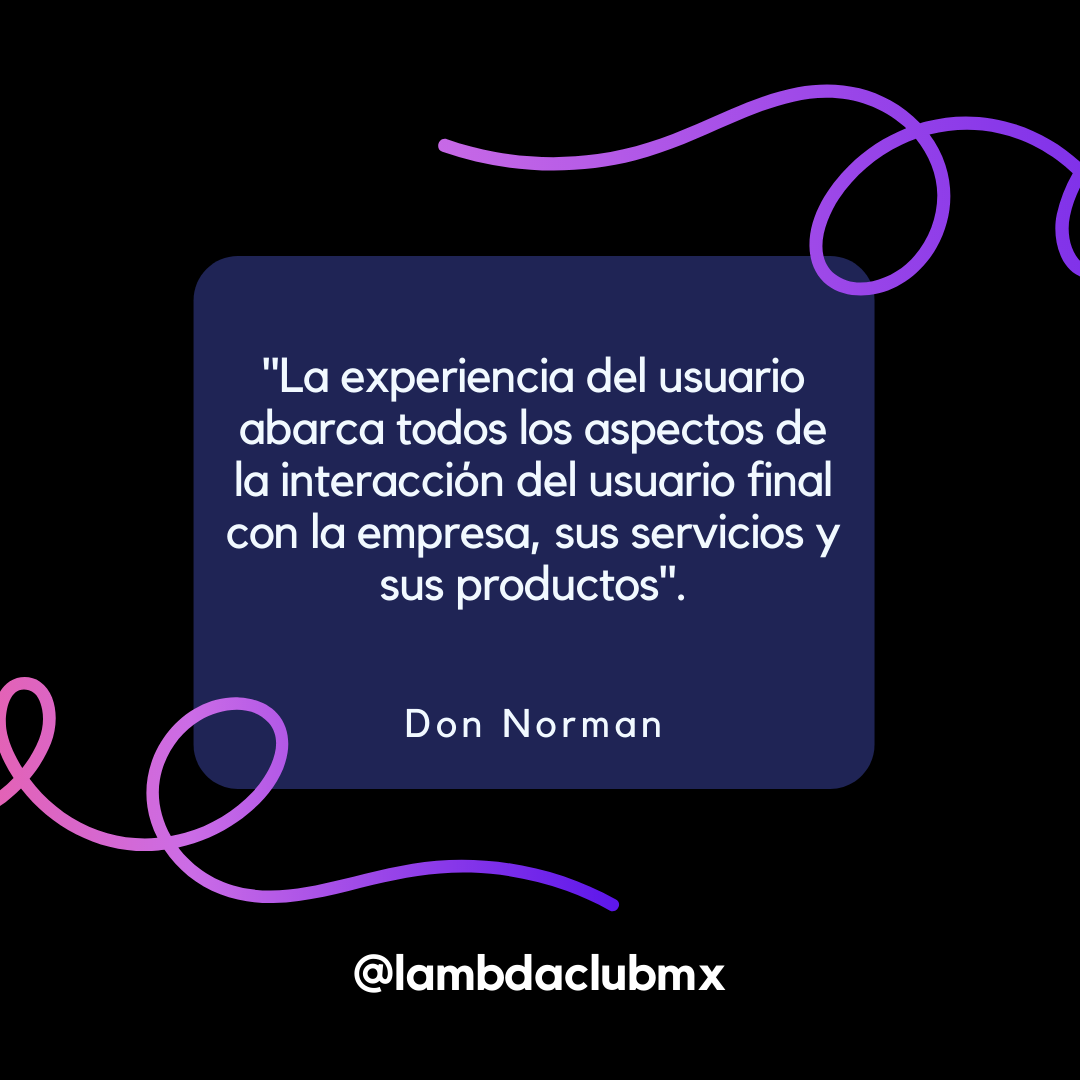 "La experiencia del usuario
abarca todos los aspectos de
la interacción del usuario final
con la empresa, sus servicios y
sus productos".
Don Norman
@lambdaclubmx